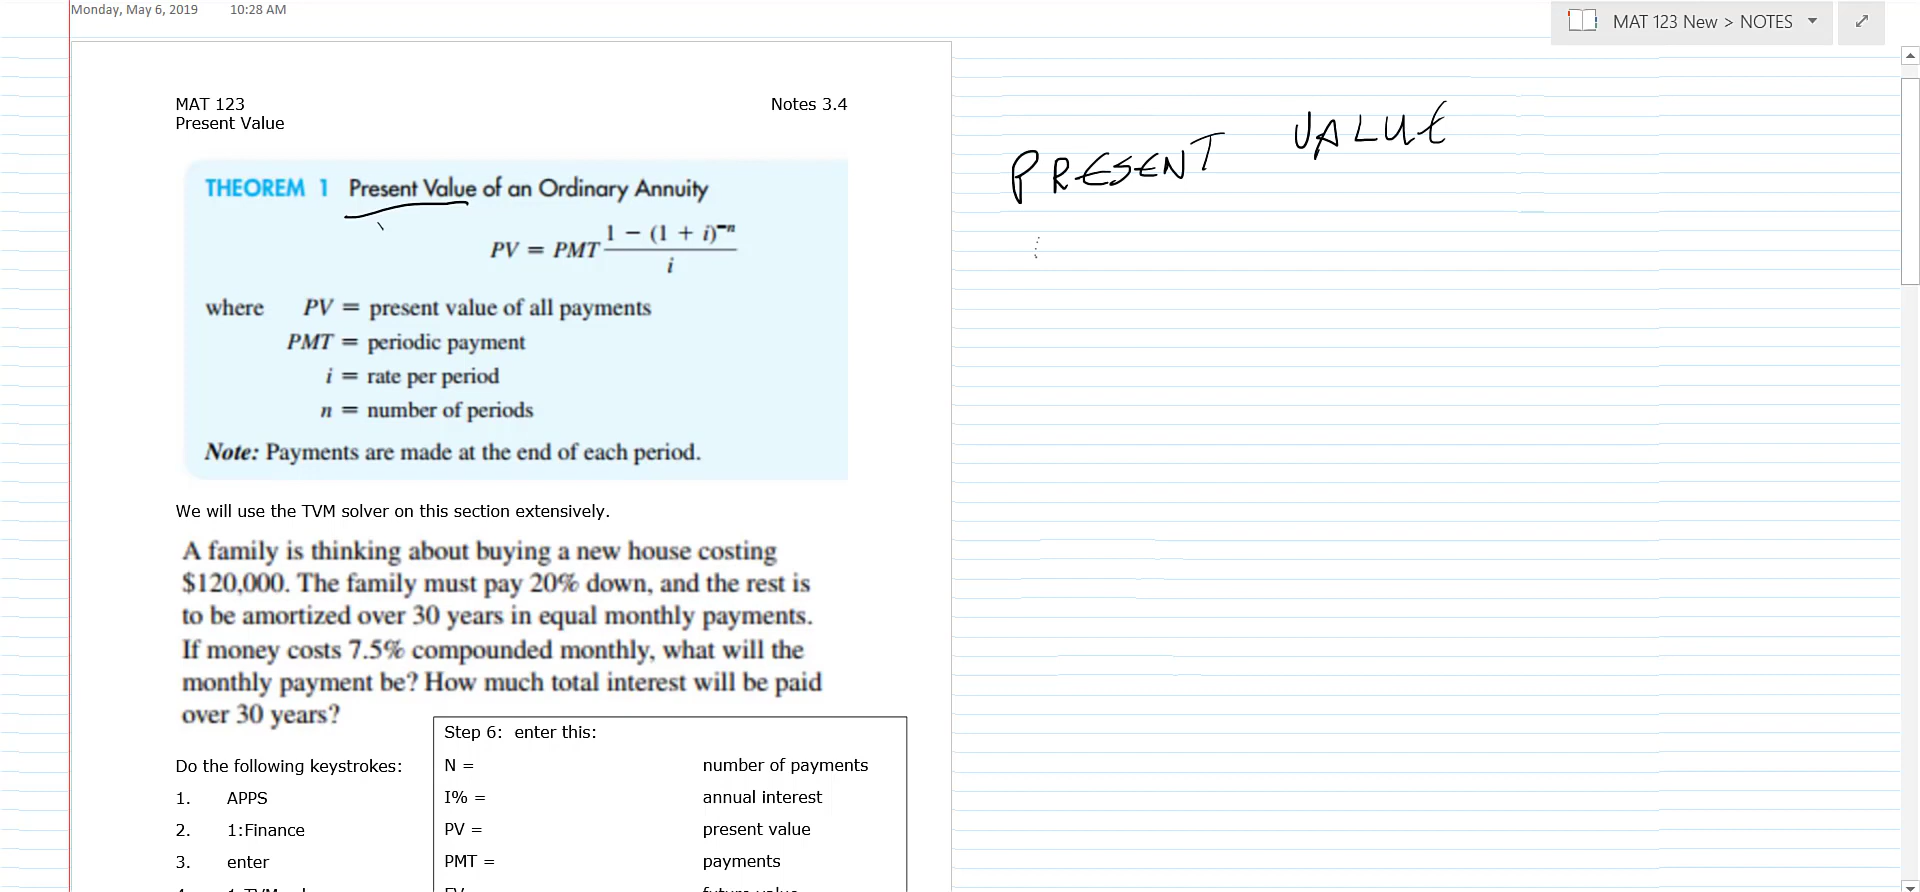 Monday, May 6, 2019 10:28 AM
MAT 123 New > NOTES
MAT 123 Notes 3.4
Present Value
PRESENT VALUE
THEOREM 1 Present Value of an Ordinary Annuity
PV = PMT \frac{1 - (1 + i)^{-n}}{i}
where PV = present value of all payments
PMT = periodic payment
i = rate per period
n = number of periods
Note: Payments are made at the end of each period.
We will use the TVM solver on this section extensively.
A family is thinking about buying a new house costing
$120,000. The family must pay 20% down, and the rest is
to be amortized over 30 years in equal monthly payments.
If money costs 7.5% compounded monthly, what will the
monthly payment be? How much total interest will be paid
over 30 years?
Do the following keystrokes:
1. APPS
2. 1:Finance
3. enter
Step 6: enter this:
N = number of payments
I% = annual interest
PV = present value
PMT = payments